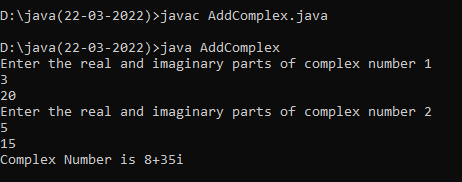 D:\java(22-03-2022)>javac AddComplex.java
D:\java(22-03-2022)>java AddComplex
Enter the real and imaginary parts of complex number 1
3
20
Enter the real and imaginary parts of complex number 2
5
15
Complex Number is 8+35i